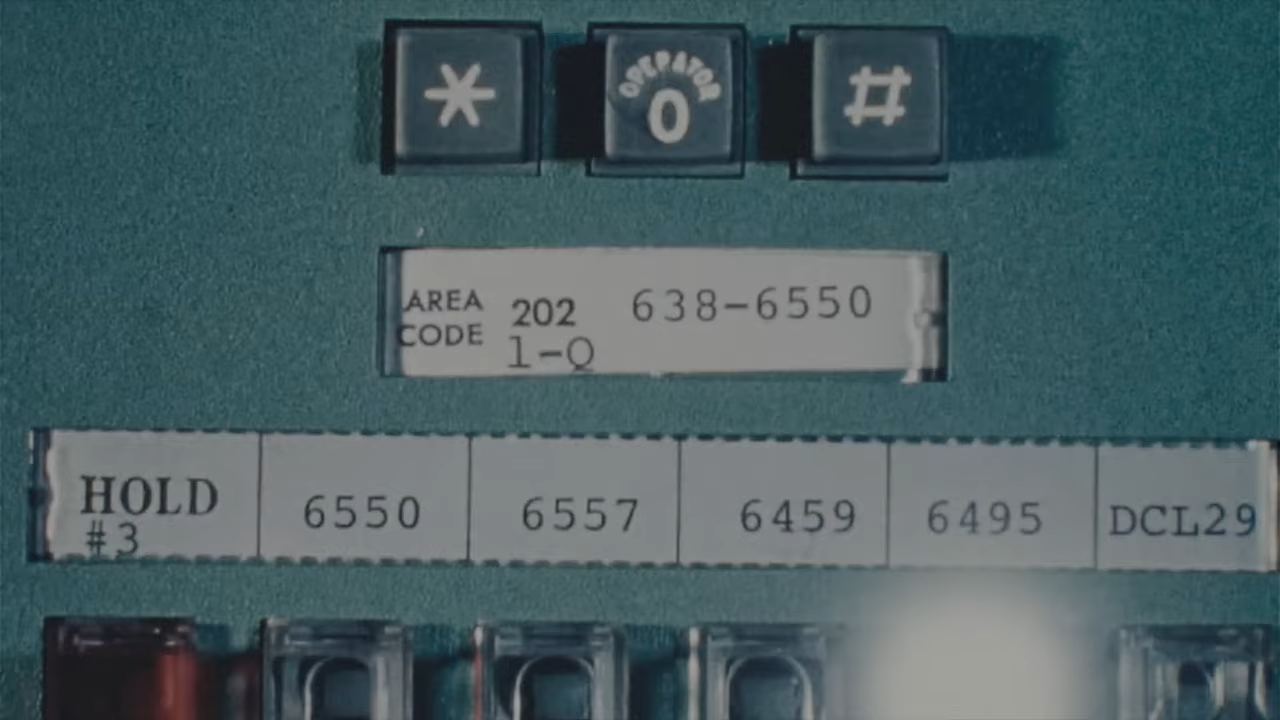 * OPERATOR 0 #
AREA CODE 202 638-6550
1-Q
HOLD 6550 6557 6459 6495 DCL29
#3